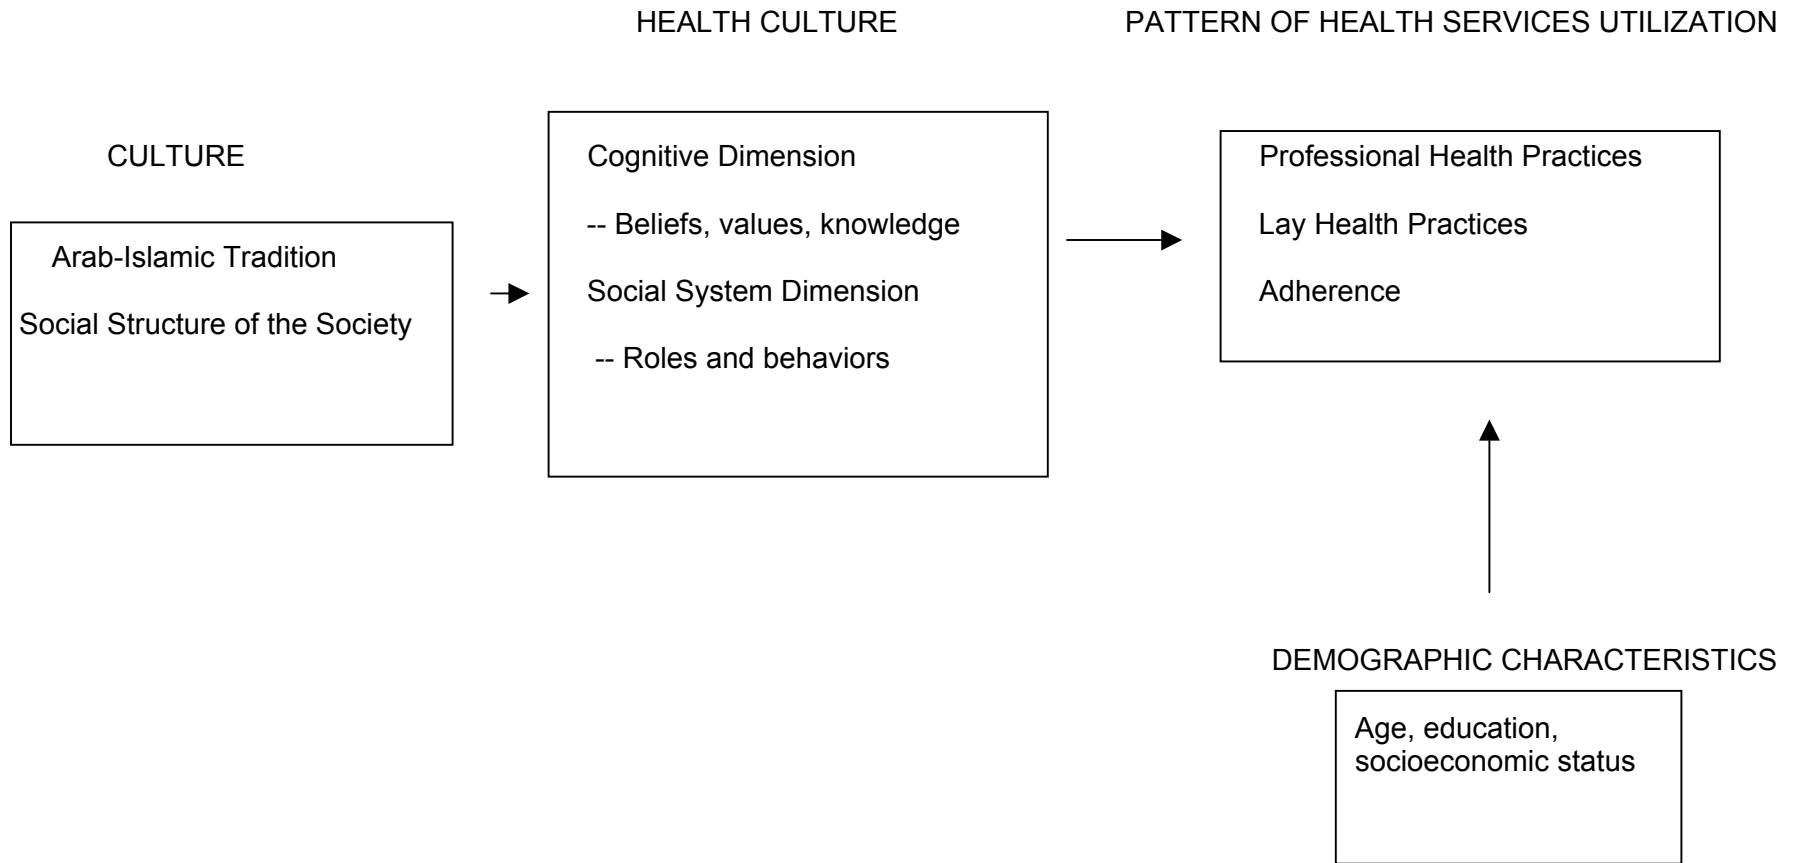 HEALTH CULTURE
PATTERN OF HEALTH SERVICES UTILIZATION
CULTURE
Arab-Islamic Tradition
Social Structure of the Society
Cognitive Dimension
-- Beliefs, values, knowledge
Social System Dimension
-- Roles and behaviors
Professional Health Practices
Lay Health Practices
Adherence
DEMOGRAPHIC CHARACTERISTICS
Age, education,
socioeconomic status